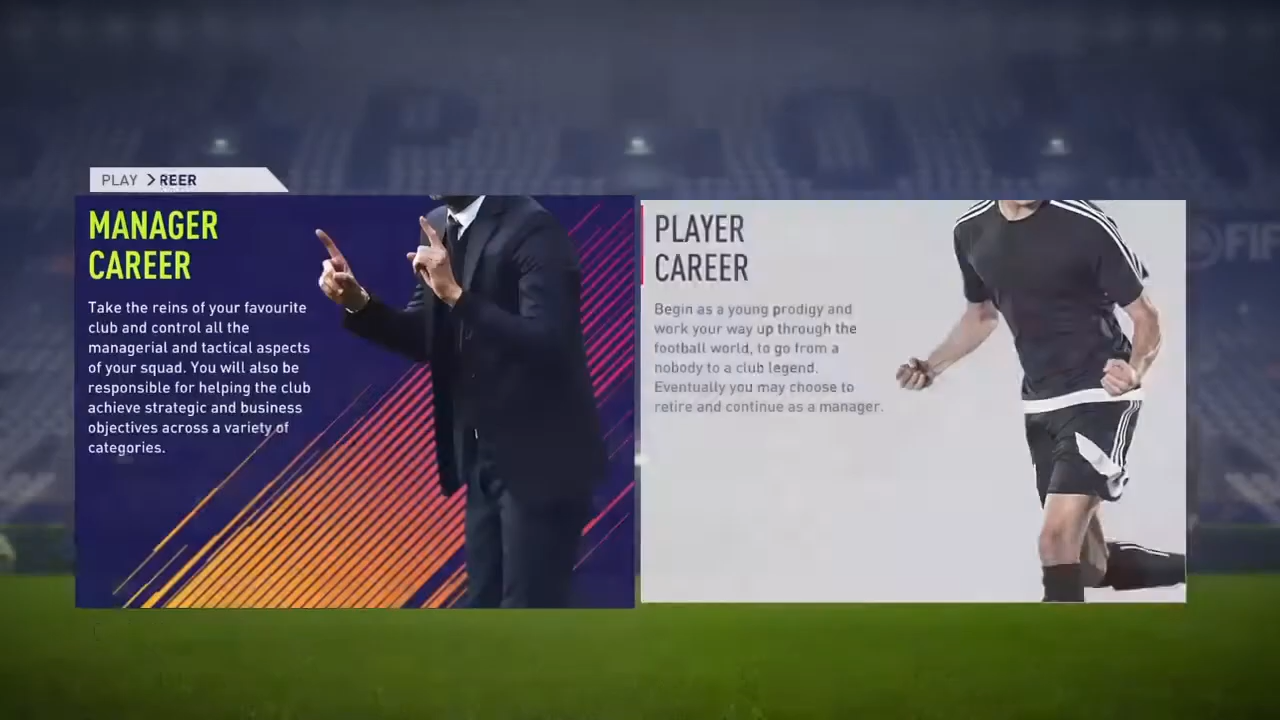 PLAY > REER
MANAGER
CAREER
Take the reins of your favourite
club and control all the
managerial and tactical aspects
of your squad. You will also be
responsible for helping the club
achieve strategic and business
objectives across a variety of
categories.
PLAYER
CAREER
Begin as a young prodigy and
work your way up through the
football world, to go from a
nobody to a club legend.
Eventually you may choose to
retire and continue as a manager.
FIF